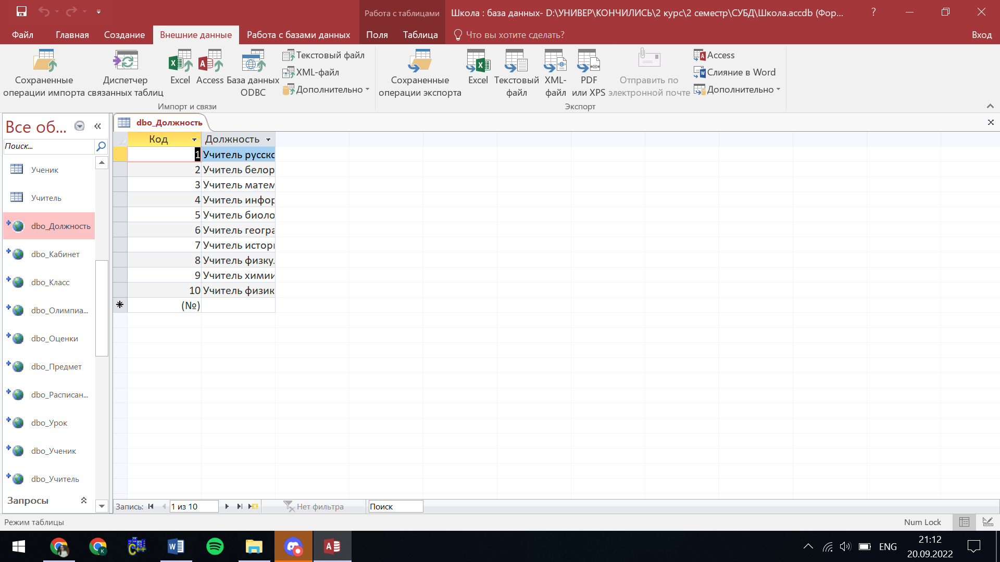 Работа с таблицами
Школа : база данных- D:\УНИВЕР\КОНЧИЛИСЬ\2 курс\2 семестр\СУБД\Школа.accdb (Фор...
?
Файл
Главная
Создание
Внешние данные
Работа с базами данных
Поля
Таблица
Что вы хотите сделать?
Вход
Сохраненные
операции импорта
Диспетчер
связанных таблиц
Excel
Access
База данных
ODBC
Текстовый файл
XML-файл
Дополнительно
Импорт и связи
Сохраненные
операции экспорта
Excel
Текстовый
файл
XML-
файл
PDF
или XPS
Отправить по
электронной почте
Access
Слияние в Word
Дополнительно
Экспорт
Все об...
Поиск...
Ученик
Учитель
dbo_Должность
dbo_Кабинет
dbo_Класс
dbo_Олимпиа...
dbo_Оценки
dbo_Предмет
dbo_Расписан...
dbo_Урок
dbo_Ученик
dbo_Учитель
Запросы
dbo_Должность
Код Должность
1 Учитель русско
2 Учитель белор
3 Учитель матем
4 Учитель инфор
5 Учитель биоло
6 Учитель геогра
7 Учитель истори
8 Учитель физкул
9 Учитель химии
10 Учитель физик
(№)
Запись: 1 из 10 Нет фильтра Поиск
Режим таблицы
Num Lock
ENG
21:12
20.09.2022